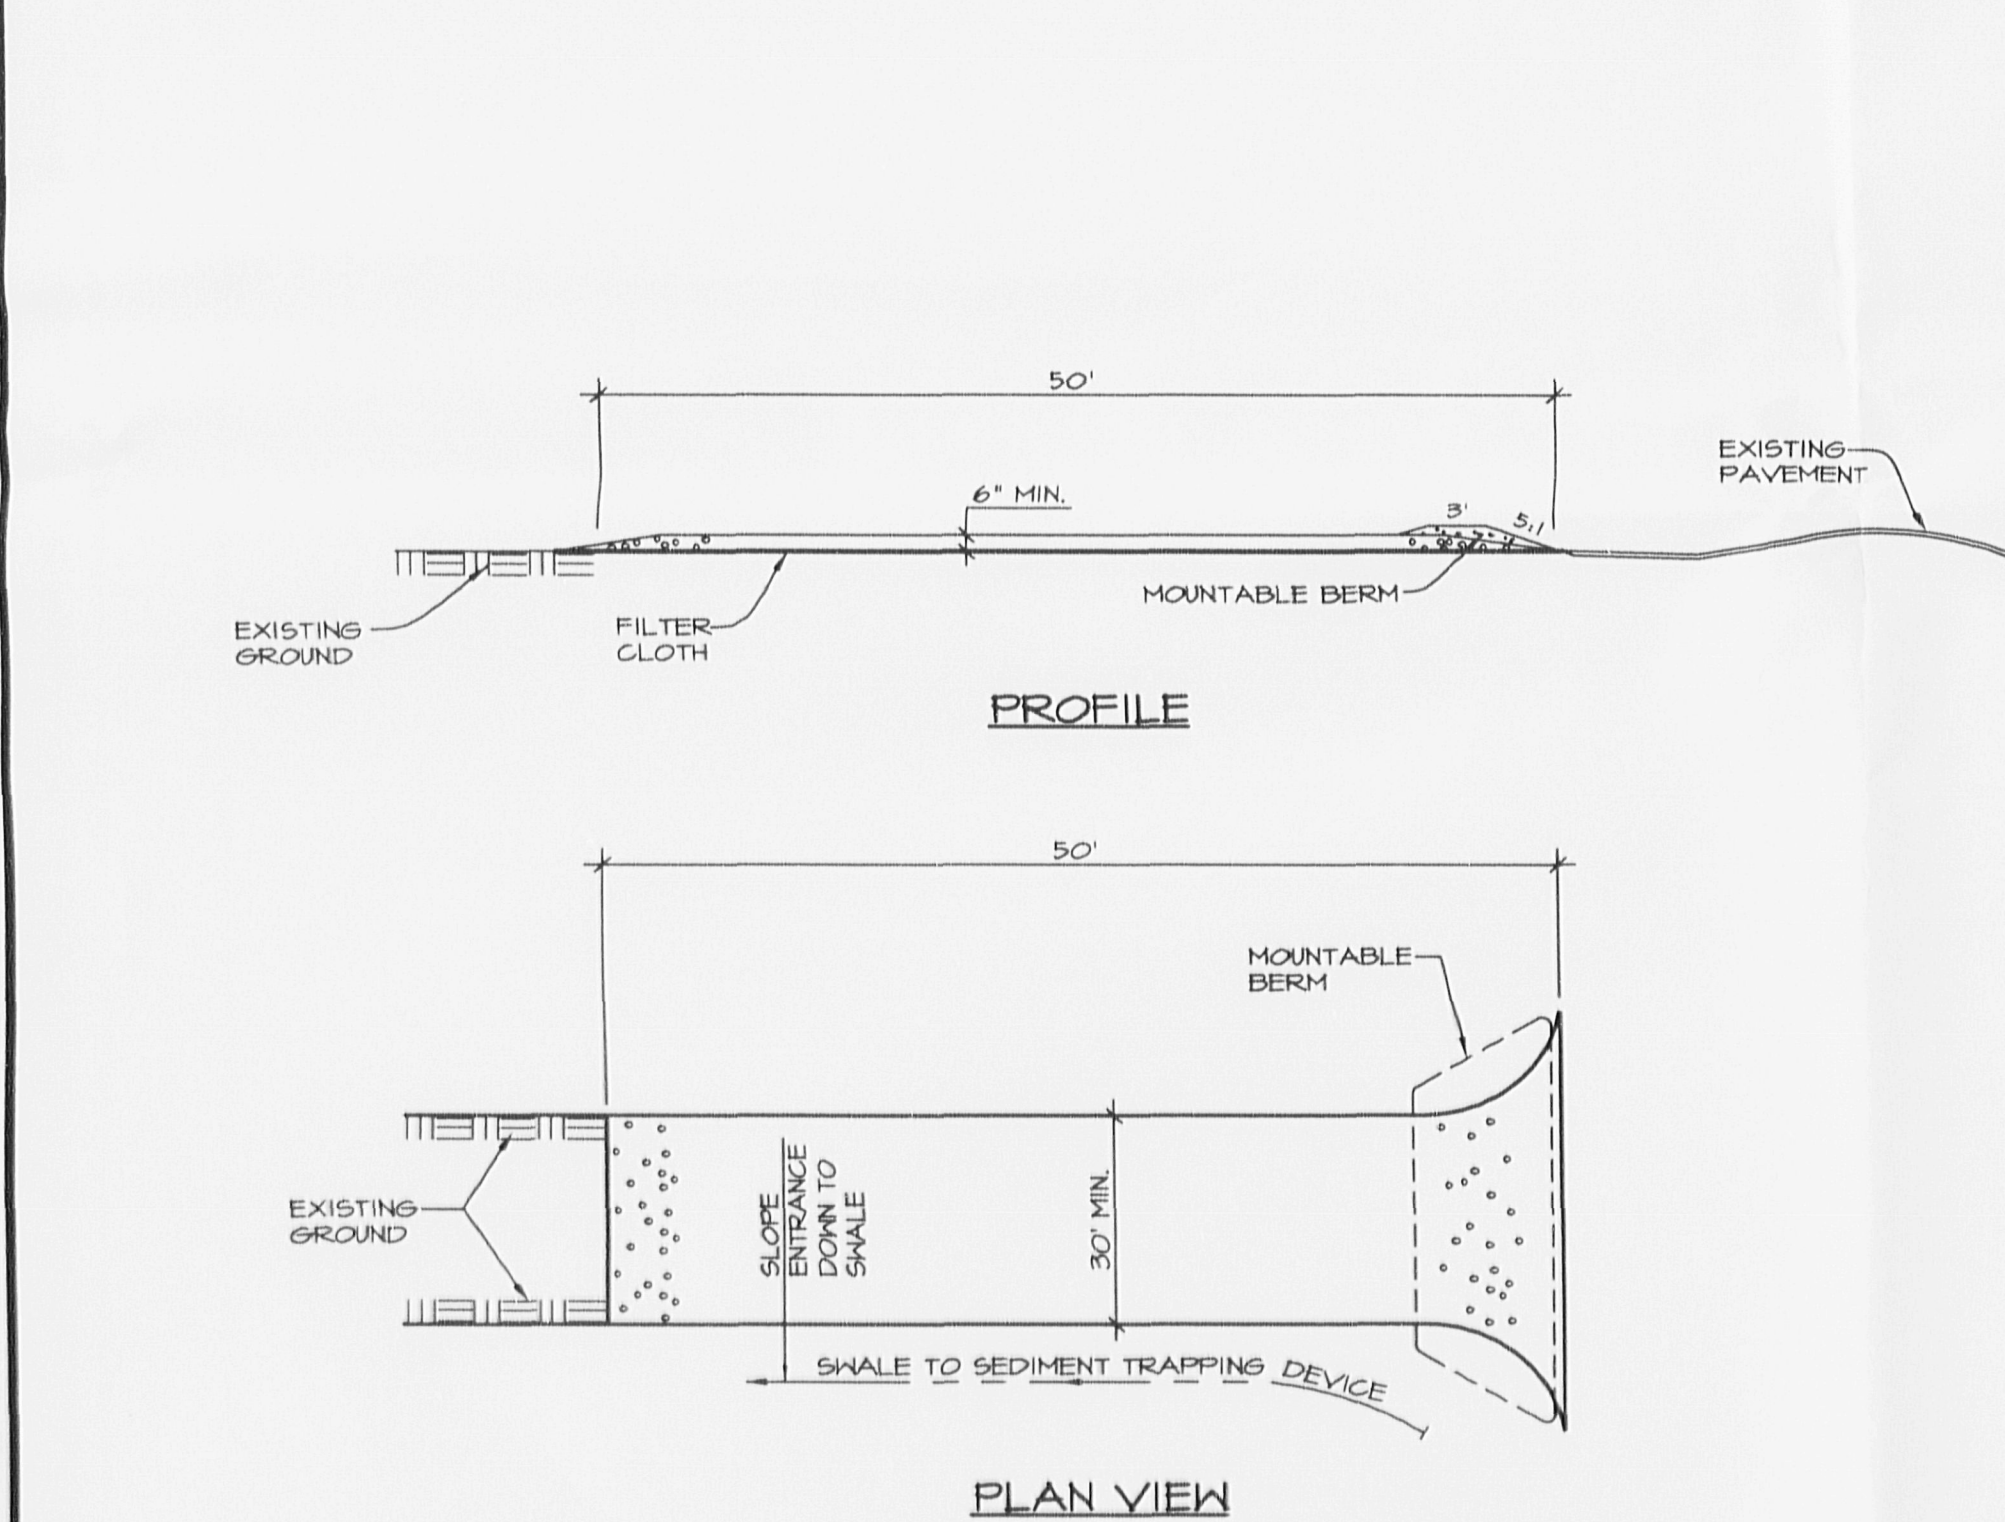 50'
EXISTING
PAVEMENT
6" MIN.
3'
5:1
MOUNTABLE BERM
EXISTING
GROUND
FILTER
CLOTH
PROFILE
50'
MOUNTABLE
BERM
EXISTING
GROUND
SLOPE
ENTRANCE
DOWN TO
SWALE
30' MIN.
SWALE TO SEDIMENT TRAPPING DEVICE
PLAN VIEW